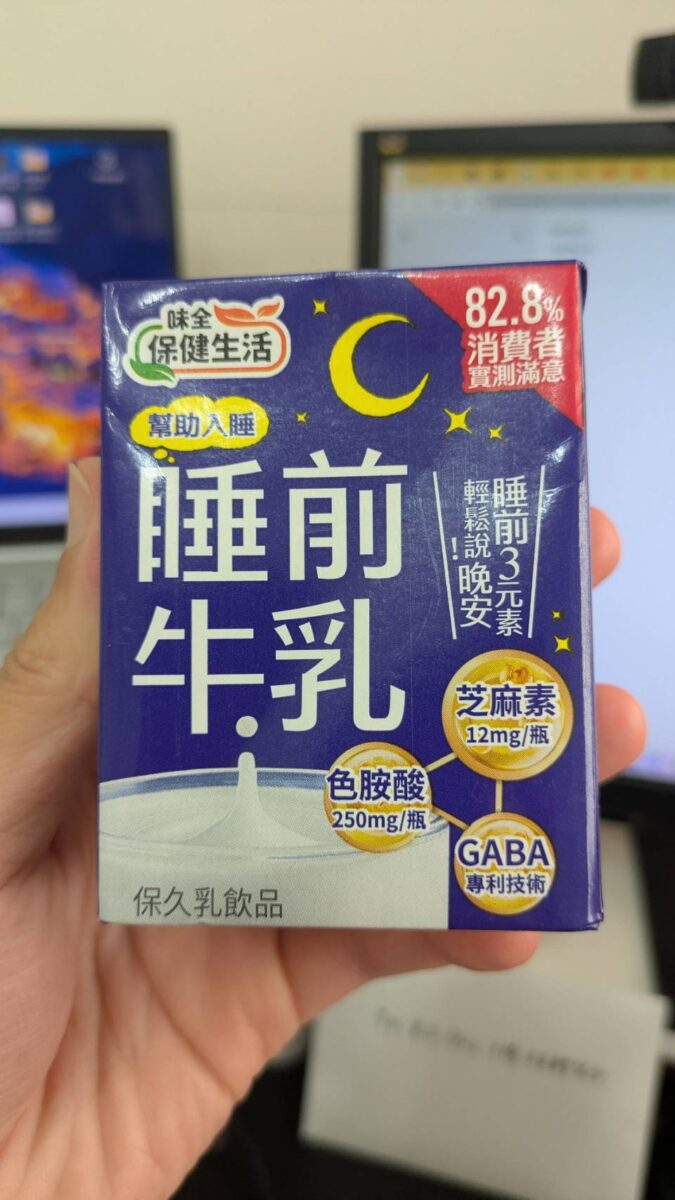 味全
保健生活
82.8%
消費者
實測滿意
幫助入睡
睡前
牛乳
睡前3元素
輕鬆說晚安!
芝麻素
12mg/瓶
色胺酸
250mg/瓶
GABA
專利技術
保久乳飲品